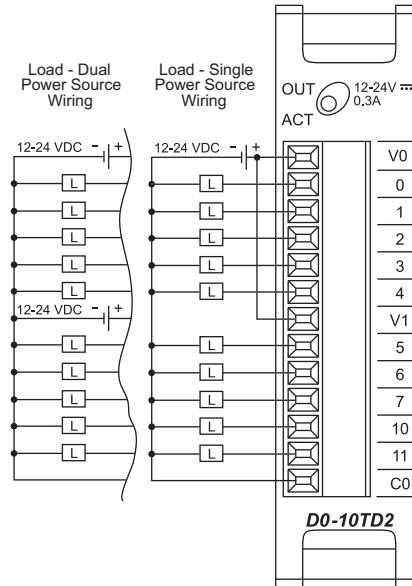 Load - Dual
Power Source
Wiring
Load - Single
Power Source
Wiring
OUT
ACT
12-24V ⎓
0.3A
12-24 VDC - +
L
L
L
L
L
12-24 VDC - +
L
L
L
L
L
12-24 VDC - +
L
L
L
L
L
L
L
L
L
L
V0
0
1
2
3
4
V1
5
6
7
10
11
C0
D0-10TD2